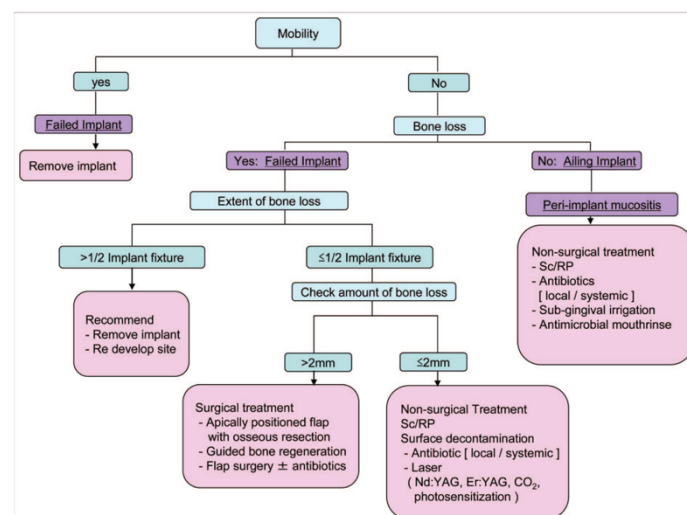 Mobility
yes
No
Failed Implant
Bone loss
Remove implant
Yes: Failed Implant
No: Ailing Implant
Extent of bone loss
Peri-implant mucositis
>1/2 Implant fixture
≤1/2 Implant fixture
Non-surgical treatment
- Sc/RP
- Antibiotics
[ local / systemic ]
- Sub-gingival irrigation
- Antimicrobial mouthrinse
Check amount of bone loss
Recommend
- Remove implant
- Re develop site
>2mm
≤2mm
Surgical treatment
- Apically positioned flap
with osseous resection
- Guided bone regeneration
- Flap surgery ± antibiotics
Non-surgical Treatment
Sc/RP
Surface decontamination
- Antibiotic [ local / systemic ]
- Laser
( Nd:YAG, Er:YAG, CO₂,
photosensitization )